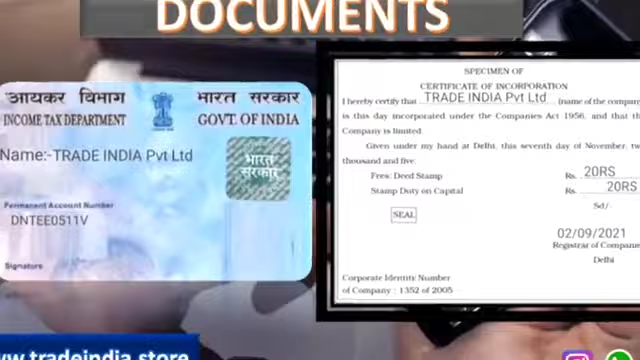 DOCUMENTS
आयकर विभाग
INCOME TAX DEPARTMENT
भारत सरकार
GOVT. OF INDIA
Name:-TRADE INDIA Pvt Ltd
भारत
सरकार
Permanent Account Number
DNTEE0511V
Signature
SPECIMEN OF
CERTIFICATE OF INCORPORATION
I hereby certify that TRADE INDIA Pvt Ltd (name of the company
is this day incorporated under the Companies Act 1956, and that th
Company is limited.
Given under my hand at Delhi, this seventh day of November, tw
thousand and five.
Fees: Deed Stamp Rs. 20RS
Stamp Duty on Capital Rs. 20RS
Sd/-
SEAL
02/09/2021
Registrar of Companie
Delhi
Corporate Identity Number
of Company : 1352 of 2005
ww.tradeindia.store